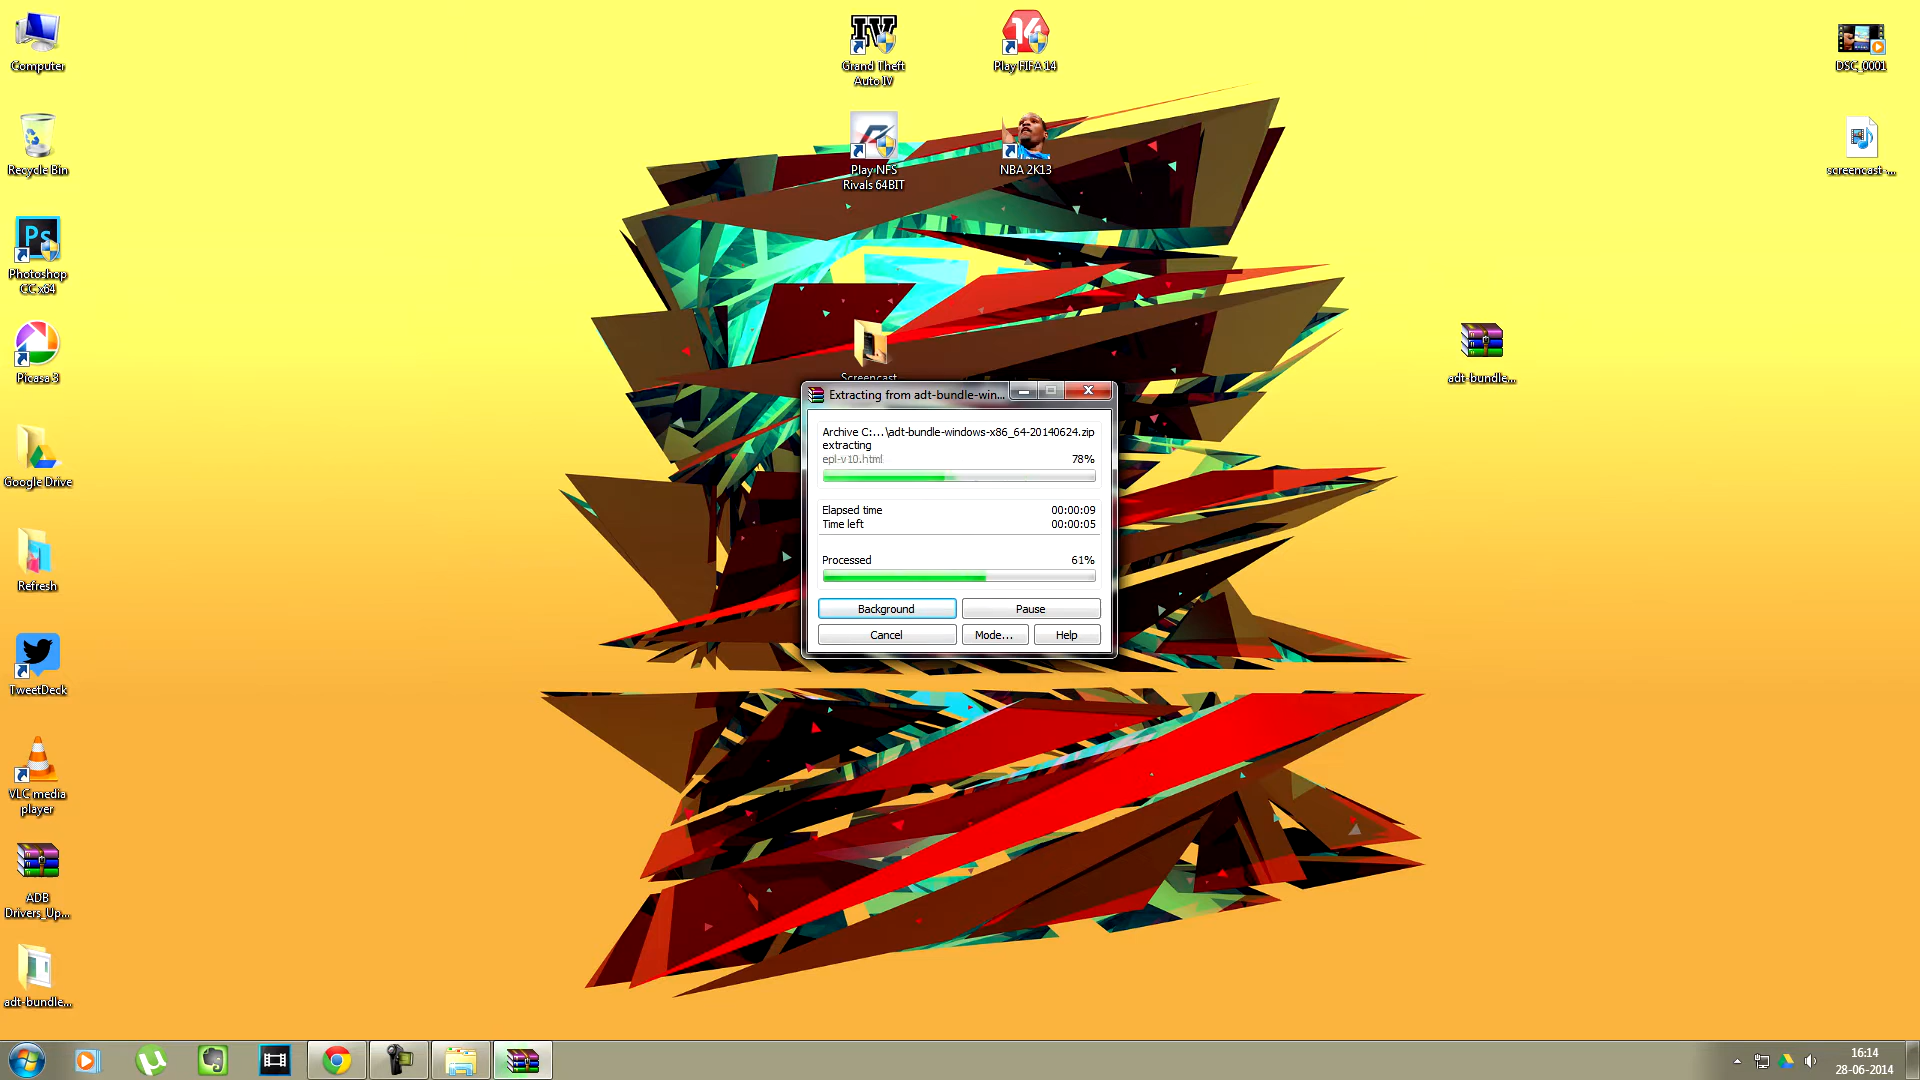 Computer
Recycle Bin
Ps
Photoshop
CC x64
Picasa 3
Google Drive
Refresh
TweetDeck
VLC media
player
ADB
Drivers_Up...
adt-bundle...
IV
Grand Theft
Auto IV
14
Play FIFA 14
Play NFS
Rivals 64BIT
NBA 2K13
Screencast
DSC_0001
screencast -...
adt-bundle...
Extracting from adt-bundle-win...
Archive C:...\adt-bundle-windows-x86_64-20140624.zip
extracting
epl-v10.html 78%
Elapsed time 00:00:09
Time left 00:00:05
Processed 61%
Background Pause
Cancel Mode... Help
16:14
28-06-2014